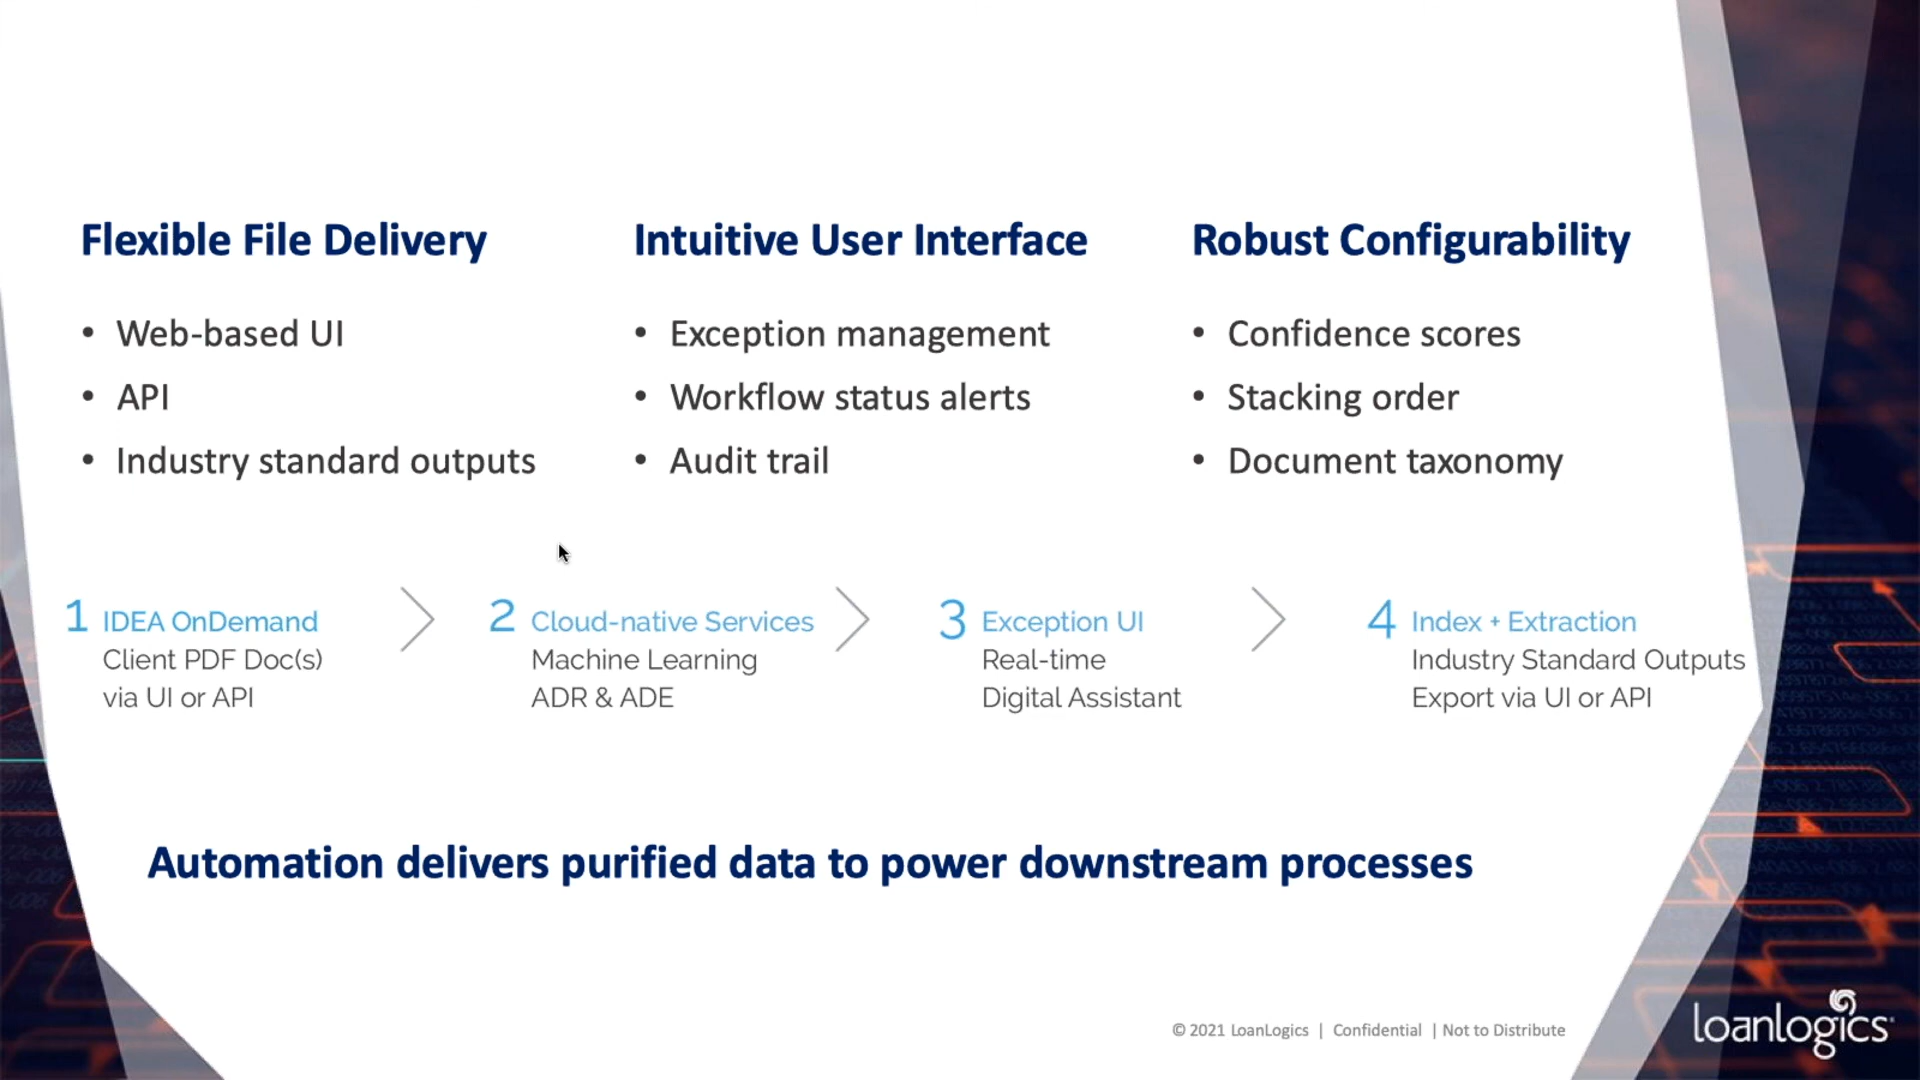 Flexible File Delivery
• Web-based UI
• API
• Industry standard outputs
Intuitive User Interface
• Exception management
• Workflow status alerts
• Audit trail
Robust Configurability
• Confidence scores
• Stacking order
• Document taxonomy
1 IDEA OnDemand
Client PDF Doc(s)
via UI or API
2 Cloud-native Services
Machine Learning
ADR & ADE
3 Exception UI
Real-time
Digital Assistant
4 Index + Extraction
Industry Standard Outputs
Export via UI or API
Automation delivers purified data to power downstream processes
© 2021 LoanLogics | Confidential | Not to Distribute
loanlogics